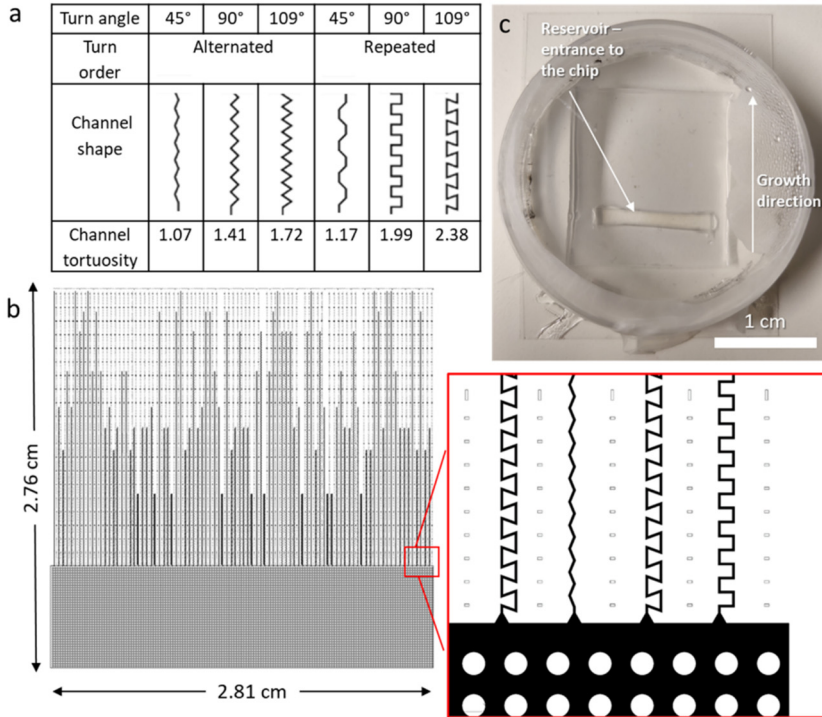 a
Turn angle 45° 90° 109° 45° 90° 109°
Turn order Alternated Repeated
Channel shape
Channel tortuosity 1.07 1.41 1.72 1.17 1.99 2.38
c
Reservoir –
entrance to
the chip
Growth
direction
1 cm
b
2.76 cm
2.81 cm